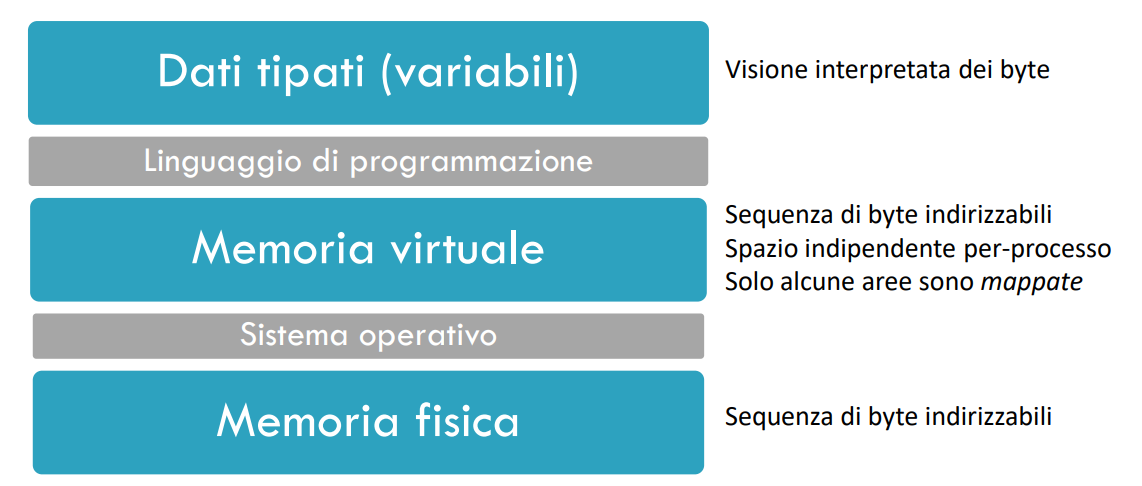 Dati tipati (variabili)
Visione interpretata dei byte
Linguaggio di programmazione
Memoria virtuale
Sequenza di byte indirizzabili
Spazio indipendente per-processo
Solo alcune aree sono mappate
Sistema operativo
Memoria fisica
Sequenza di byte indirizzabili